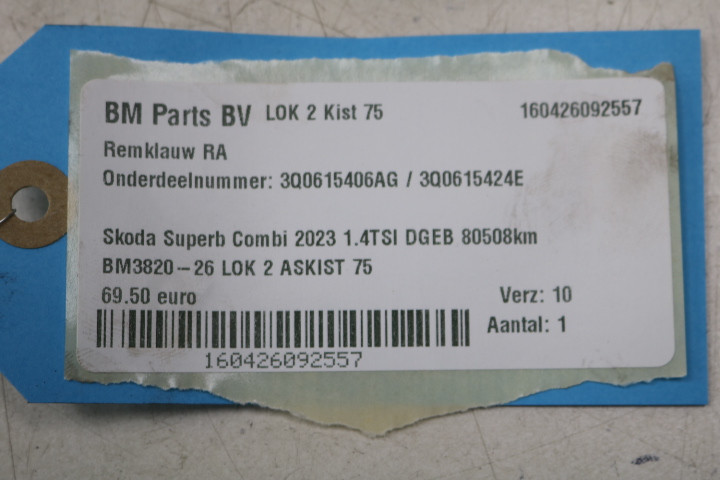 BM Parts BV LOK 2 Kist 75 160426092557
Remklauw RA
Onderdeelnummer: 3Q0615406AG / 3Q0615424E
Skoda Superb Combi 2023 1.4TSI DGEB 80508km
BM3820-26 LOK 2 ASKIST 75
69.50 euro Verz: 10
Aantal: 1
160426092557